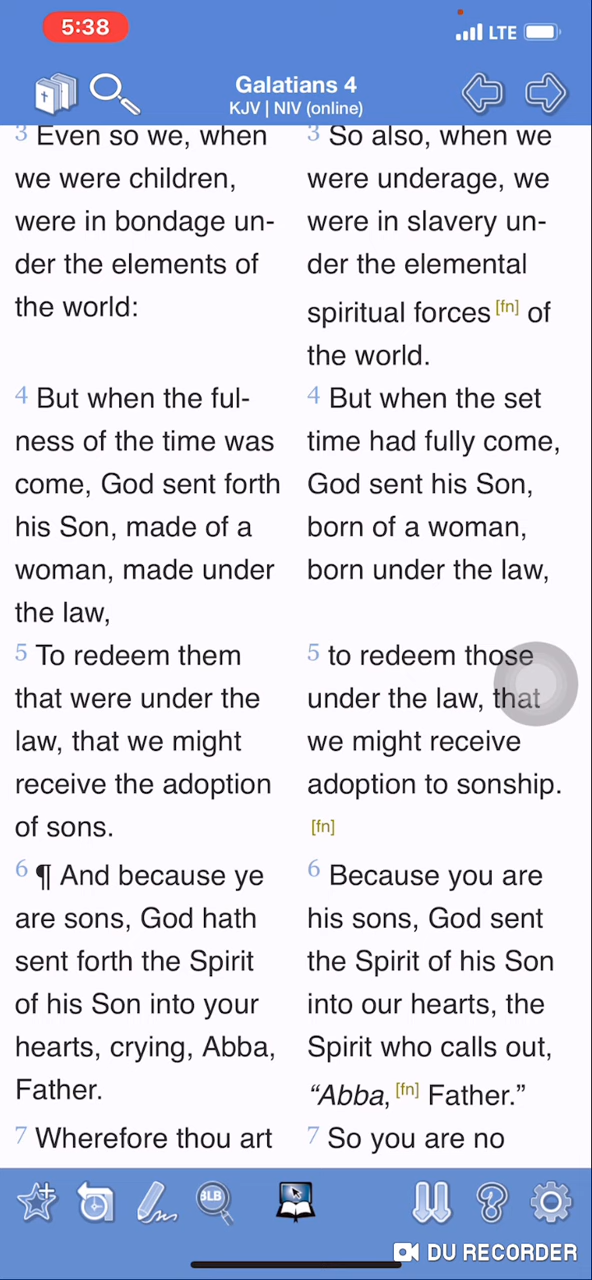 5:38
LTE
Galatians 4
KJV | NIV (online)
3 Even so we, when
we were children,
were in bondage un-
der the elements of
the world:
4 But when the ful-
ness of the time was
come, God sent forth
his Son, made of a
woman, made under
the law,
5 To redeem them
that were under the
law, that we might
receive the adoption
of sons.
6 ¶ And because ye
are sons, God hath
sent forth the Spirit
of his Son into your
hearts, crying, Abba,
Father.
7 Wherefore thou art
3 So also, when we
were underage, we
were in slavery un-
der the elemental
spiritual forces [fn] of
the world.
4 But when the set
time had fully come,
God sent his Son,
born of a woman,
born under the law,
5 to redeem those
under the law, that
we might receive
adoption to sonship.
[fn]
6 Because you are
his sons, God sent
the Spirit of his Son
into our hearts, the
Spirit who calls out,
“Abba, [fn] Father.”
7 So you are no
BLB
DU RECORDER